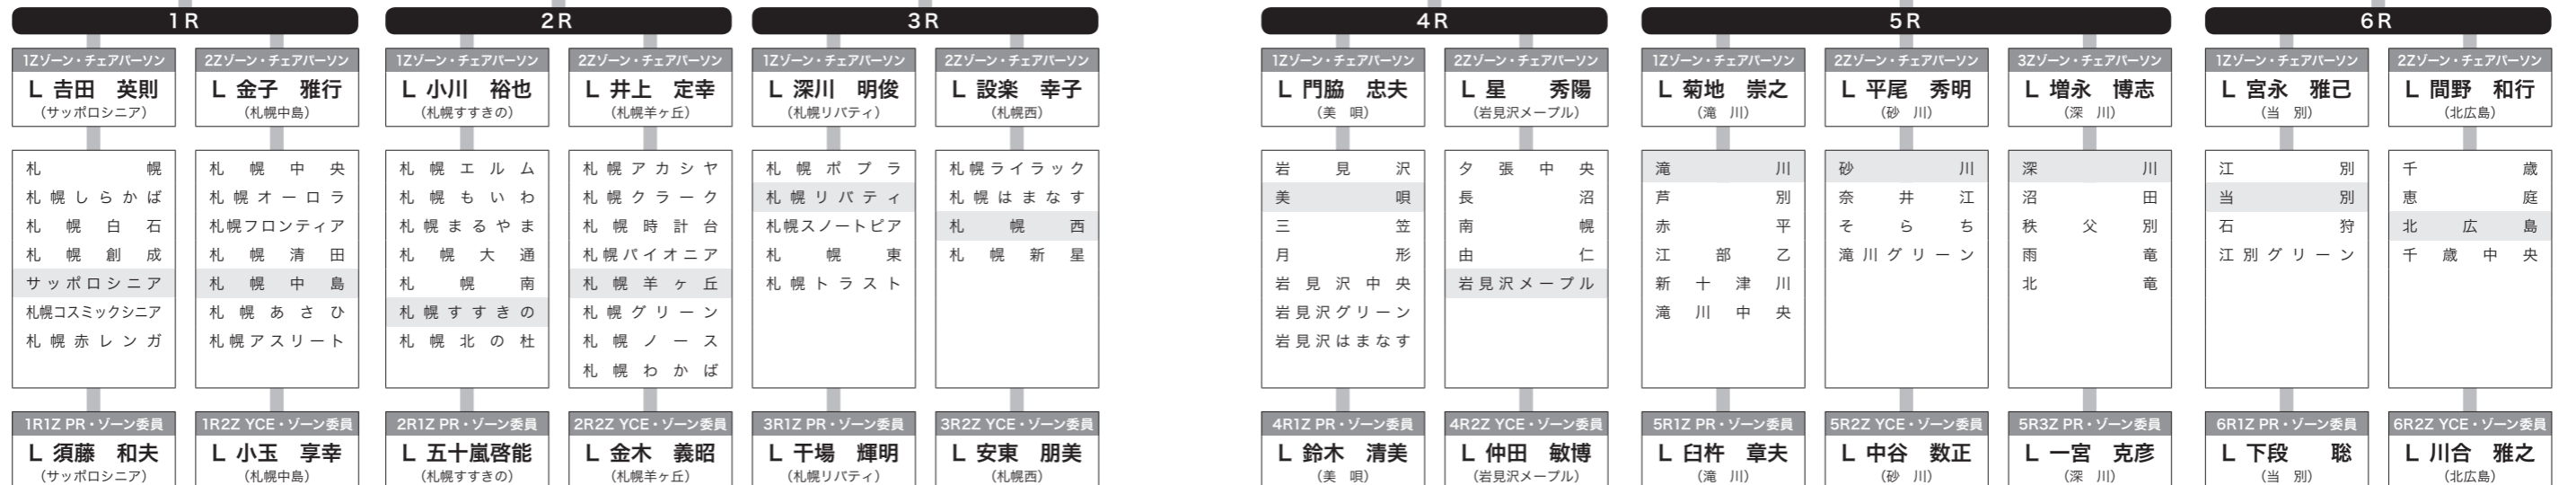 1R
1Zゾーン・チェアパーソン
L 𠮷田 英則
（サッポロシニア）
札幌
札幌しらかば
札幌白石
札幌創成
サッポロシニア
札幌コスミックシニア
札幌赤レンガ
1R1Z PR・ゾーン委員
L 須藤 和夫
（サッポロシニア）
2Zゾーン・チェアパーソン
L 金子 雅行
（札幌中島）
札幌中央
札幌オーロラ
札幌フロンティア
札幌清田
札幌中島
札幌あさひ
札幌アスリート
1R2Z YCE・ゾーン委員
L 小玉 享幸
（札幌中島）
2R
1Zゾーン・チェアパーソン
L 小川 裕也
（札幌すすきの）
札幌エルム
札幌もいわ
札幌まるやま
札幌大通
札幌南
札幌すすきの
札幌北の杜
2R1Z PR・ゾーン委員
L 五十嵐啓能
（札幌すすきの）
2Zゾーン・チェアパーソン
L 井上 定幸
（札幌羊ヶ丘）
札幌アカシヤ
札幌クラーク
札幌時計台
札幌パイオニア
札幌羊ヶ丘
札幌グリーン
札幌ノース
札幌わかば
2R2Z YCE・ゾーン委員
L 金木 義昭
（札幌羊ヶ丘）
3R
1Zゾーン・チェアパーソン
L 深川 明俊
（札幌リバティ）
札幌ポプラ
札幌リバティ
札幌スノートピア
札幌東
札幌トラスト
3R1Z PR・ゾーン委員
L 干場 輝明
（札幌リバティ）
2Zゾーン・チェアパーソン
L 設楽 幸子
（札幌西）
札幌ライラック
札幌はまなす
札幌西
札幌新星
3R2Z YCE・ゾーン委員
L 安東 朋美
（札幌西）
4R
1Zゾーン・チェアパーソン
L 門脇 忠夫
（美 唄）
岩見沢
美唄
三笠
月形
岩見沢中央
岩見沢グリーン
岩見沢はまなす
4R1Z PR・ゾーン委員
L 鈴木 清美
（美 唄）
2Zゾーン・チェアパーソン
L 星 秀陽
（岩見沢メープル）
夕張中央
長沼
南幌
由仁
岩見沢メープル
4R2Z YCE・ゾーン委員
L 仲田 敏博
（岩見沢メープル）
5R
1Zゾーン・チェアパーソン
L 菊地 崇之
（滝 川）
滝川
芦別
赤平
江部乙
新十津川
滝川中央
5R1Z PR・ゾーン委員
L 臼杵 章夫
（滝 川）
2Zゾーン・チェアパーソン
L 平尾 秀明
（砂 川）
砂川
奈井江
そらち
滝川グリーン
5R2Z YCE・ゾーン委員
L 中谷 数正
（砂 川）
3Zゾーン・チェアパーソン
L 増永 博志
（深 川）
深川
沼田
秩父別
雨竜
北竜
5R3Z PR・ゾーン委員
L 一宮 克彦
（深 川）
6R
1Zゾーン・チェアパーソン
L 宮永 雅己
（当 別）
江別
当別
石狩
江別グリーン
6R1Z PR・ゾーン委員
L 下段 聡
（当 別）
2Zゾーン・チェアパーソン
L 間野 和行
（北広島）
千歳
恵庭
北広島
千歳中央
6R2Z YCE・ゾーン委員
L 川合 雅之
（北広島）